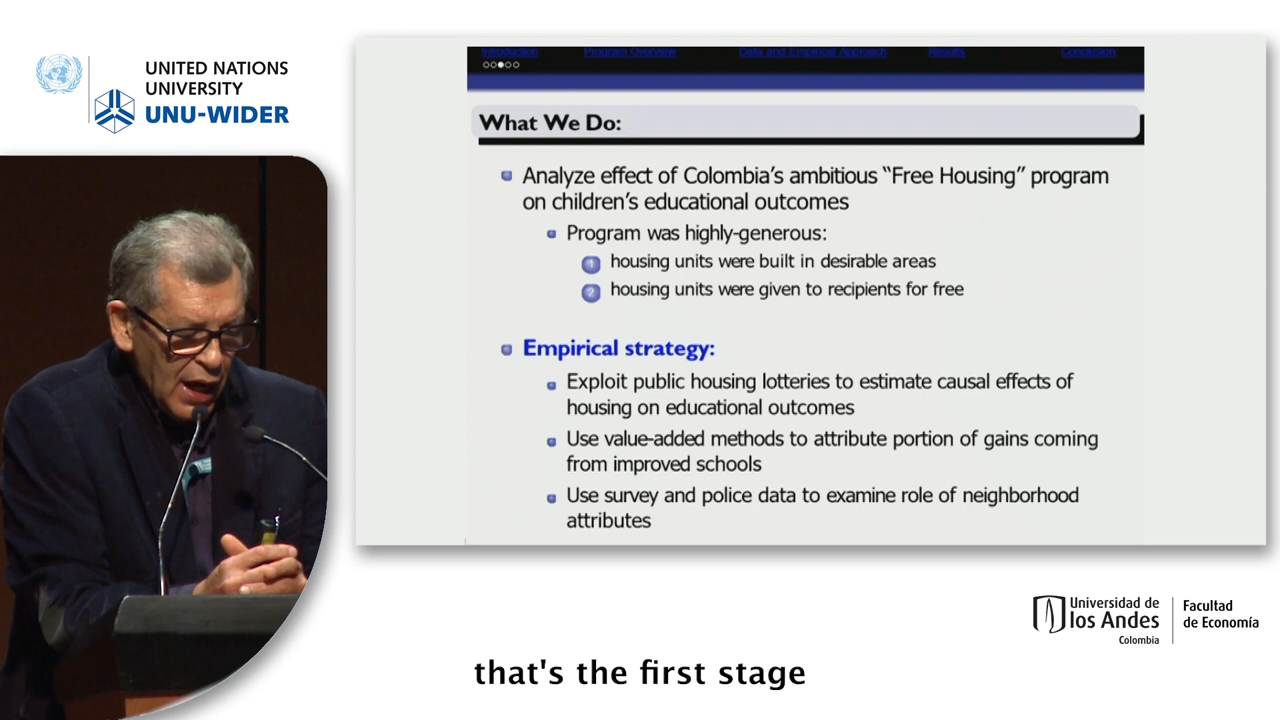 UNITED NATIONS
UNIVERSITY
UNU-WIDER
Introduction Program Overview Data and Empirical Approach Results Conclusion
What We Do:
Analyze effect of Colombia's ambitious "Free Housing" program
on children's educational outcomes
Program was highly-generous:
1 housing units were built in desirable areas
2 housing units were given to recipients for free
Empirical strategy:
Exploit public housing lotteries to estimate causal effects of
housing on educational outcomes
Use value-added methods to attribute portion of gains coming
from improved schools
Use survey and police data to examine role of neighborhood
attributes
Universidad de
los Andes
Colombia
Facultad
de Economía
that's the first stage